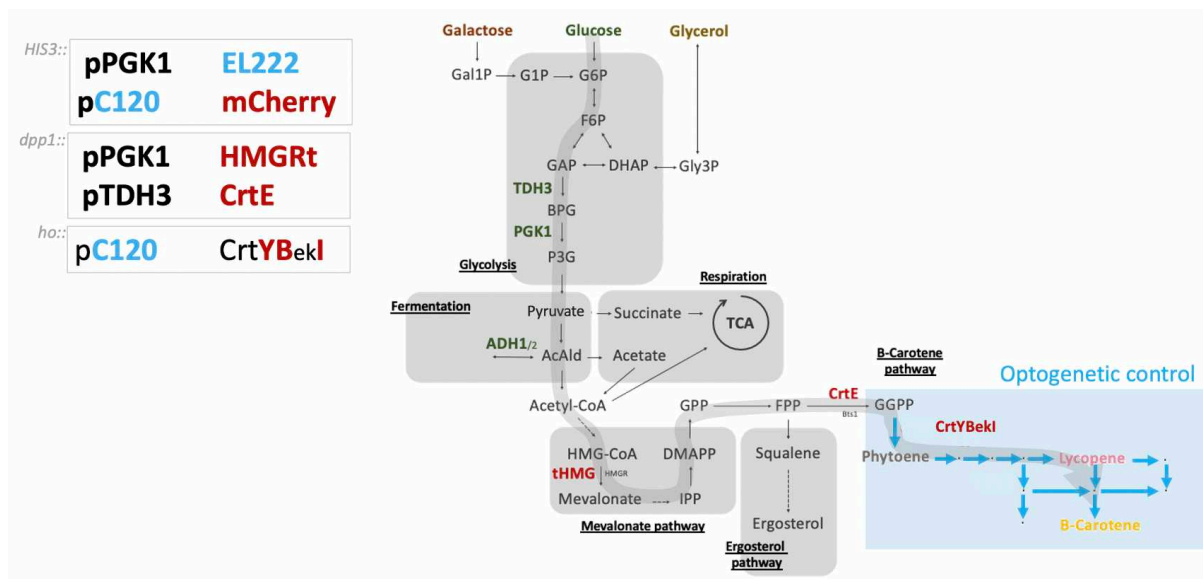 HIS3::
pPGK1 EL222
pC120 mCherry
dpp1::
pPGK1 HMGRt
pTDH3 CrtE
ho::
pC120 CrtYBekI
Galactose Glucose Glycerol
Gal1P G1P G6P
F6P
GAP DHAP Gly3P
TDH3
BPG
PGK1
P3G
Glycolysis
Respiration
Fermentation
Pyruvate Succinate
TCA
ADH1/2
AcAld Acetate
B-Carotene
pathway
Optogenetic control
Acetyl-CoA GPP FPP CrtE GGPP
Bts1
CrtYBekI
HMG-CoA DMAPP Squalene Phytoene Lycopene
tHMG HMGR
Mevalonate IPP
Mevalonate pathway
Ergosterol
B-Carotene
Ergosterol
pathway